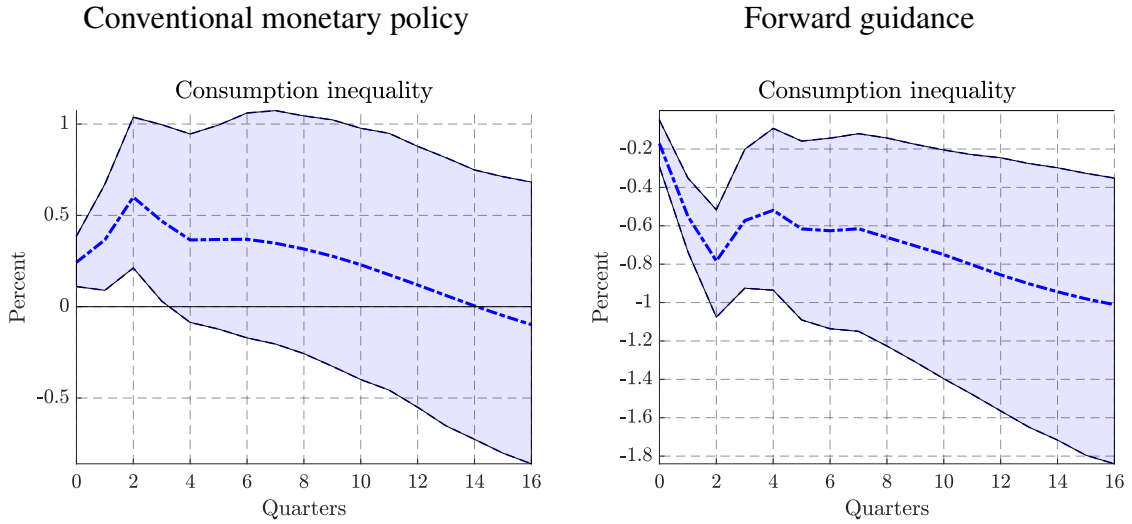 Conventional monetary policy
Consumption inequality
1
0.5
0
-0.5
Percent
0 2 4 6 8 10 12 14 16
Quarters
Forward guidance
Consumption inequality
-0.2
-0.4
-0.6
-0.8
-1
-1.2
-1.4
-1.6
-1.8
Percent
0 2 4 6 8 10 12 14 16
Quarters